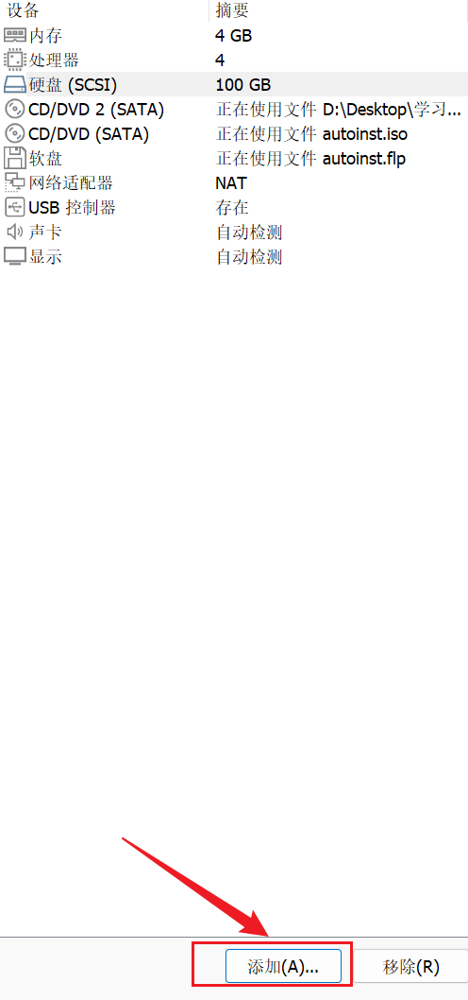 设备 摘要
内存 4 GB
处理器 4
硬盘 (SCSI) 100 GB
CD/DVD 2 (SATA) 正在使用文件 D:\Desktop\学习...
CD/DVD (SATA) 正在使用文件 autoinst.iso
软盘 正在使用文件 autoinst.flp
网络适配器 NAT
USB 控制器 存在
声卡 自动检测
显示 自动检测
添加(A)... 移除(R)